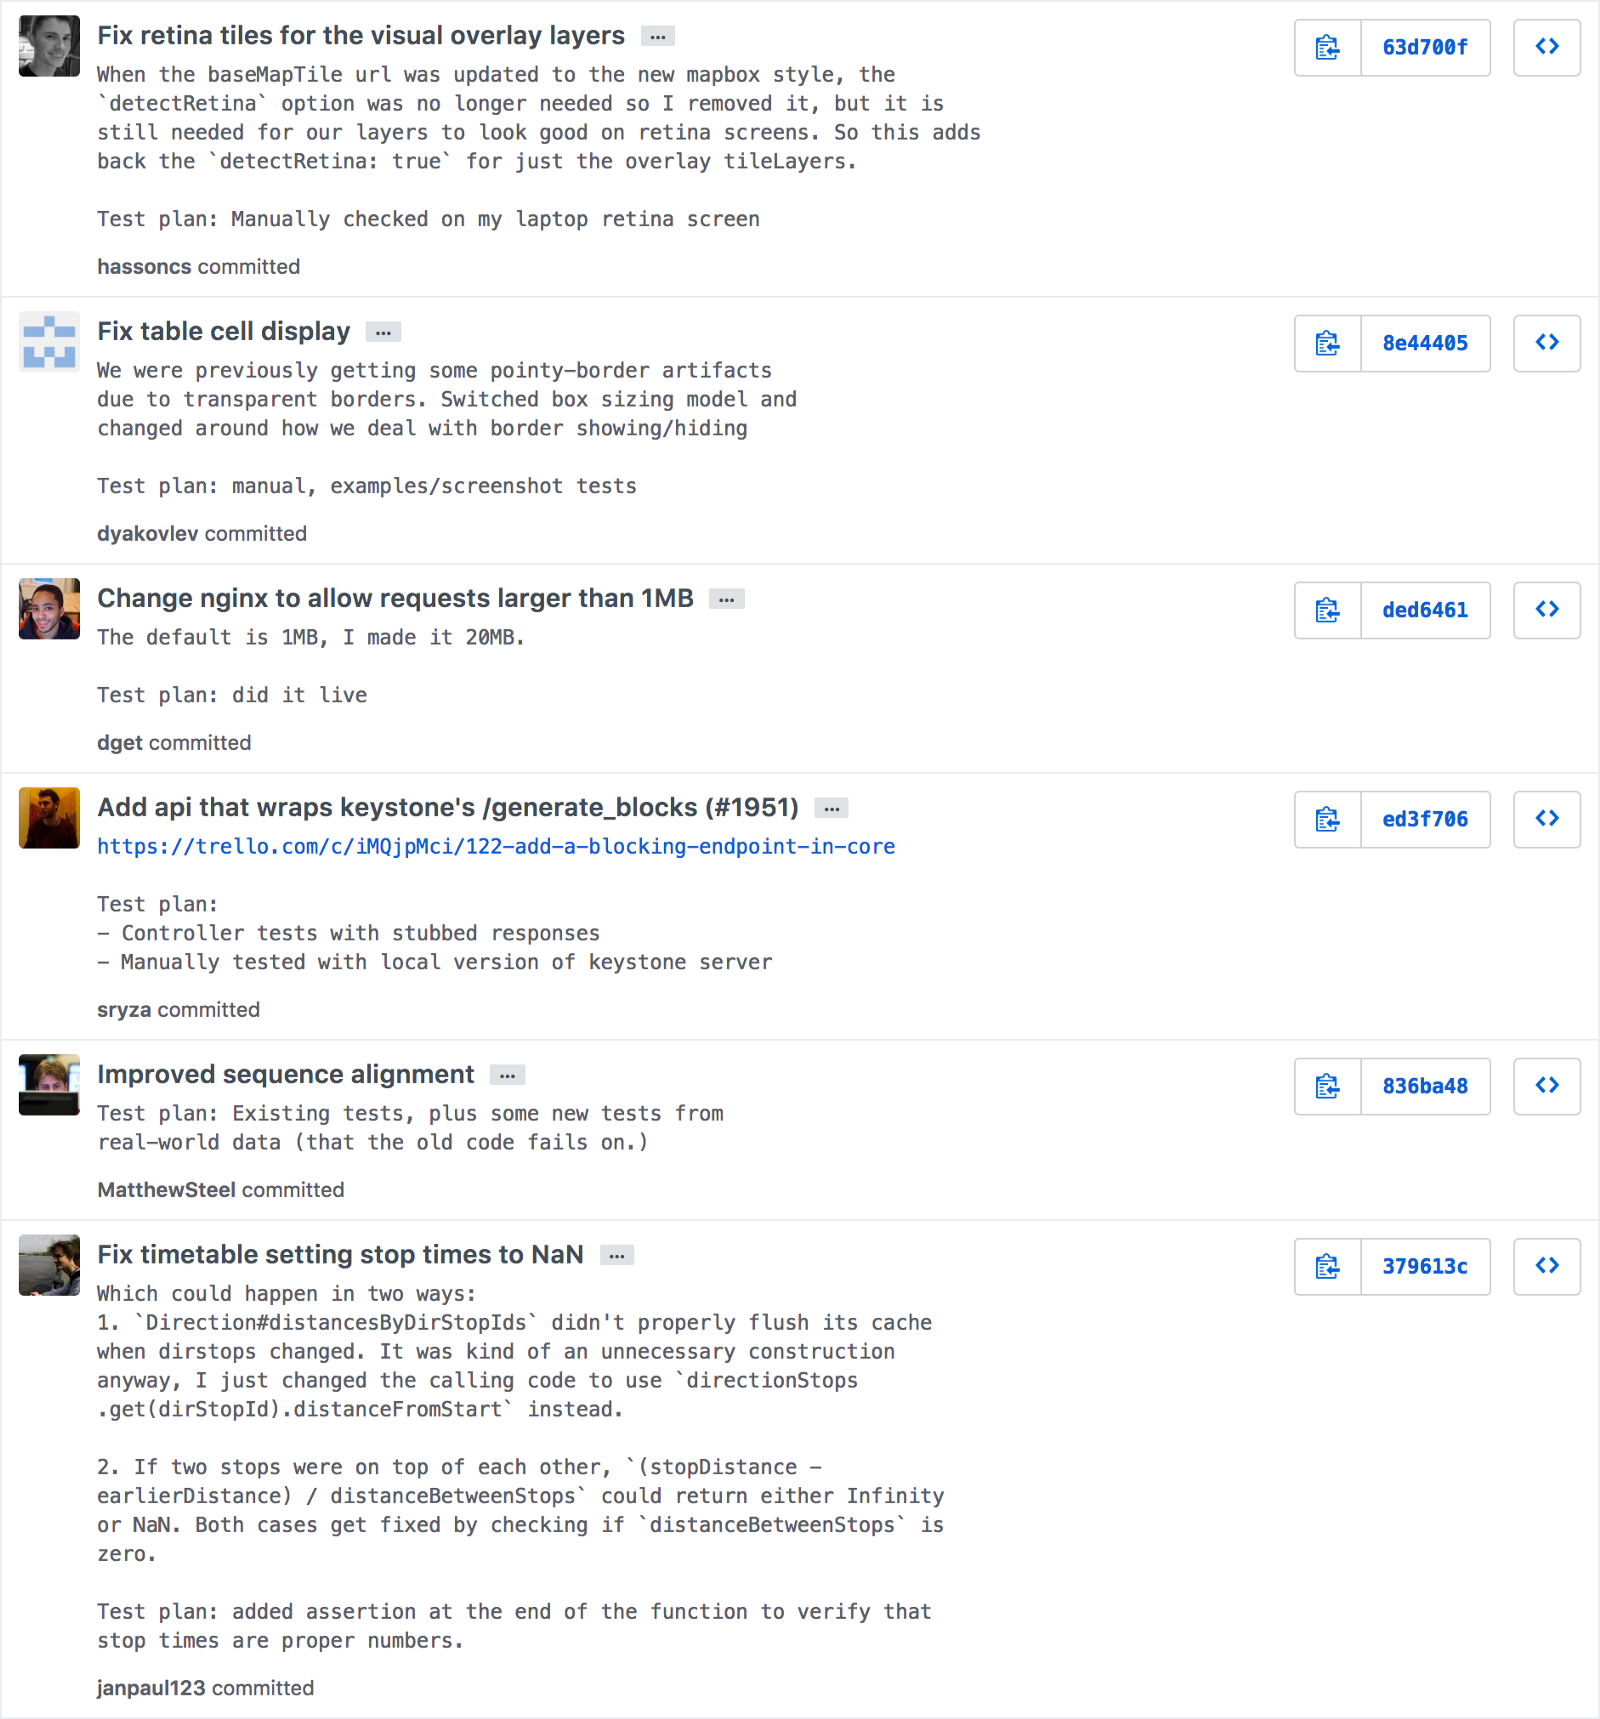 Fix retina tiles for the visual overlay layers …
63d700f
When the baseMapTile url was updated to the new mapbox style, the
`detectRetina` option was no longer needed so I removed it, but it is
still needed for our layers to look good on retina screens. So this adds
back the `detectRetina: true` for just the overlay tileLayers.
Test plan: Manually checked on my laptop retina screen
hassoncs committed
Fix table cell display …
8e44405
We were previously getting some pointy-border artifacts
due to transparent borders. Switched box sizing model and
changed around how we deal with border showing/hiding
Test plan: manual, examples/screenshot tests
dyakovlev committed
Change nginx to allow requests larger than 1MB …
ded6461
The default is 1MB, I made it 20MB.
Test plan: did it live
dget committed
Add api that wraps keystone's /generate_blocks (#1951) …
ed3f706
https://trello.com/c/iMQjpMci/122-add-a-blocking-endpoint-in-core
Test plan:
- Controller tests with stubbed responses
- Manually tested with local version of keystone server
sryza committed
Improved sequence alignment …
836ba48
Test plan: Existing tests, plus some new tests from
real-world data (that the old code fails on.)
MatthewSteel committed
Fix timetable setting stop times to NaN …
379613c
Which could happen in two ways:
1. `Direction#distancesByDirStopIds` didn't properly flush its cache
when dirstops changed. It was kind of an unnecessary construction
anyway, I just changed the calling code to use `directionStops
.get(dirStopId).distanceFromStart` instead.
2. If two stops were on top of each other, `(stopDistance -
earlierDistance) / distanceBetweenStops` could return either Infinity
or NaN. Both cases get fixed by checking if `distanceBetweenStops` is
zero.
Test plan: added assertion at the end of the function to verify that
stop times are proper numbers.
janpaul123 committed